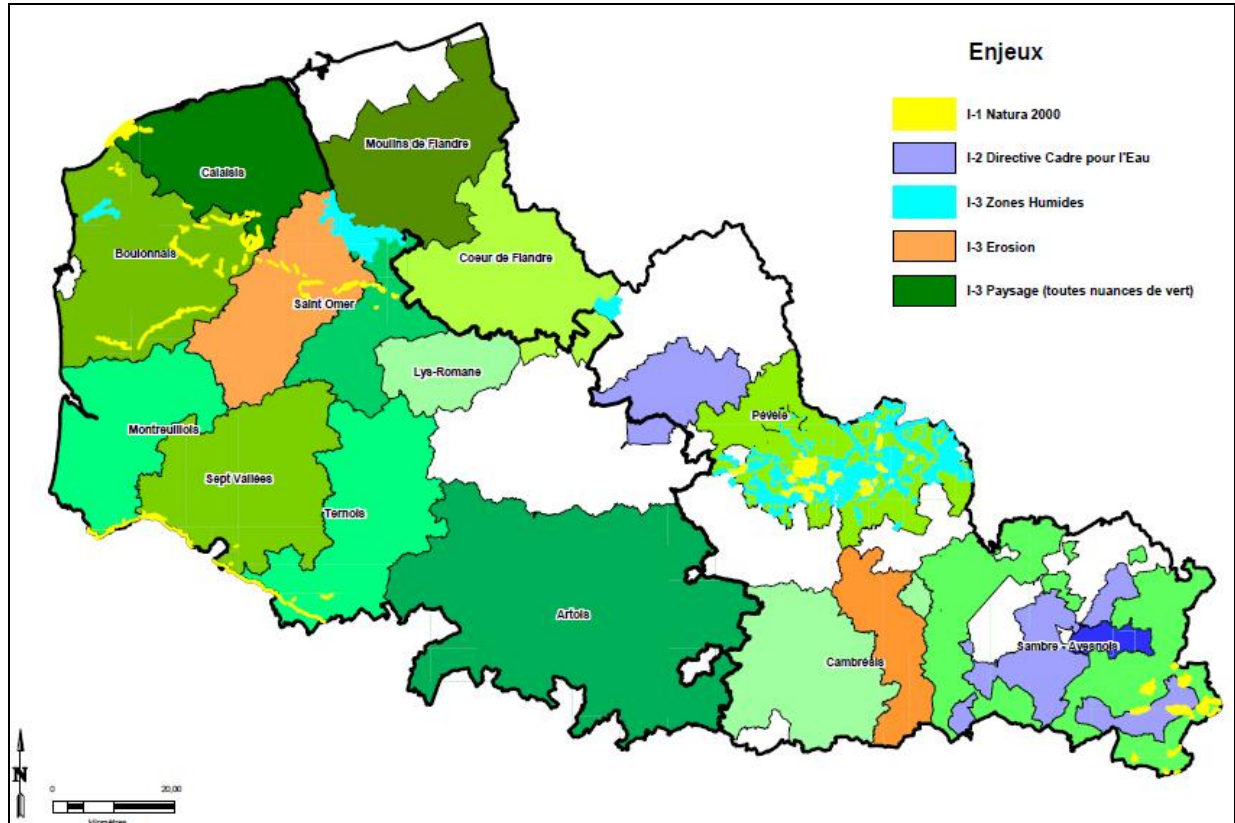 Enjeux
I-1 Natura 2000
I-2 Directive Cadre pour l'Eau
I-3 Zones Humides
I-3 Erosion
I-3 Paysage (toutes nuances de vert)
Moulins de Flandre
Calaisis
Coeur de Flandre
Boulonnais
Saint Omer
Lys-Romane
Pévèle
Montreuillois
Sept Vallées
Ternois
Artois
Cambrésis
Sambre - Avesnois
N
0 20,00
kilomètres